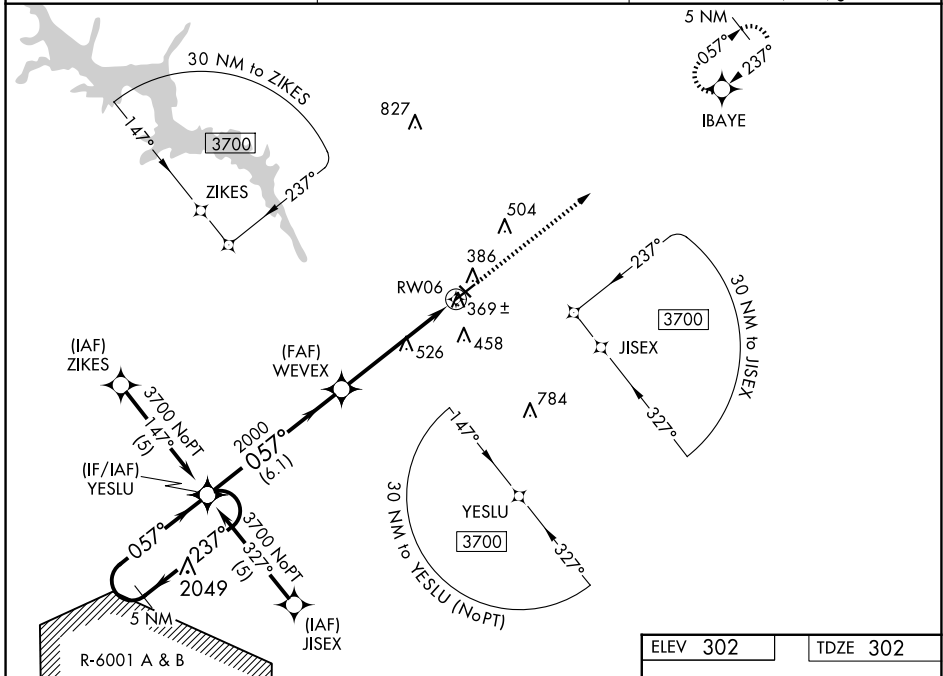 5 NM
057°
237°
IBAYE
30 NM to ZIKES
827
147°
3700
237°
ZIKES
504
386
RW06
369 ±
458
526
237°
30 NM to JISEX
3700
JISEX
327°
(IAF)
ZIKES
(FAF)
WEVEX
3700 NoPT
147°
(5)
2000
057°
(6.1)
784
147°
(IF/IAF)
YESLU
30 NM to YESLU (NoPT)
YESLU
3700
327°
057°
237°
3700 NoPT
327°
(5)
2049
5 NM
(IAF)
JISEX
R-6001 A & B
ELEV 302
TDZE 302